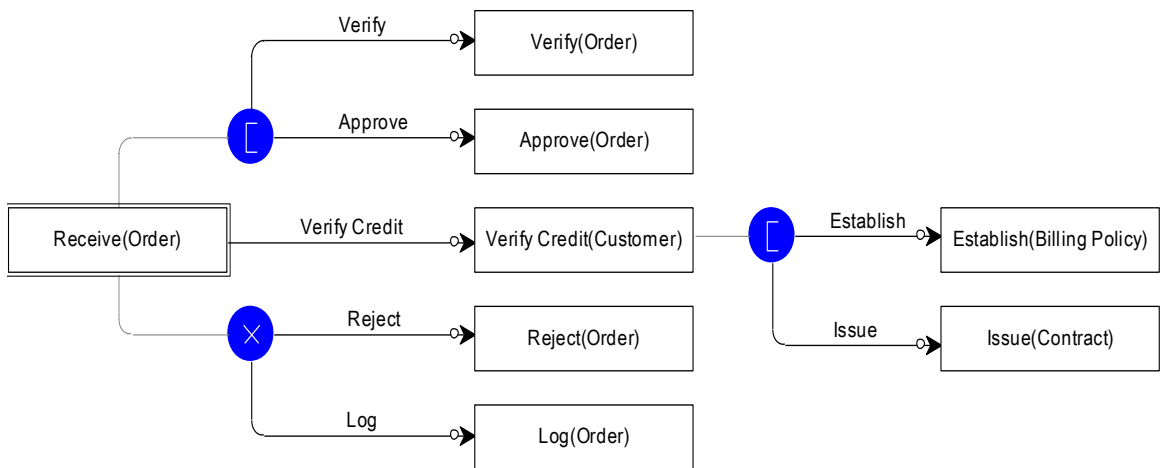 Verify
Verify(Order)
Approve
Approve(Order)
Receive(Order)
Verify Credit
Verify Credit(Customer)
Establish
Establish(Billing Policy)
Reject
Reject(Order)
Issue
Issue(Contract)
Log
Log(Order)